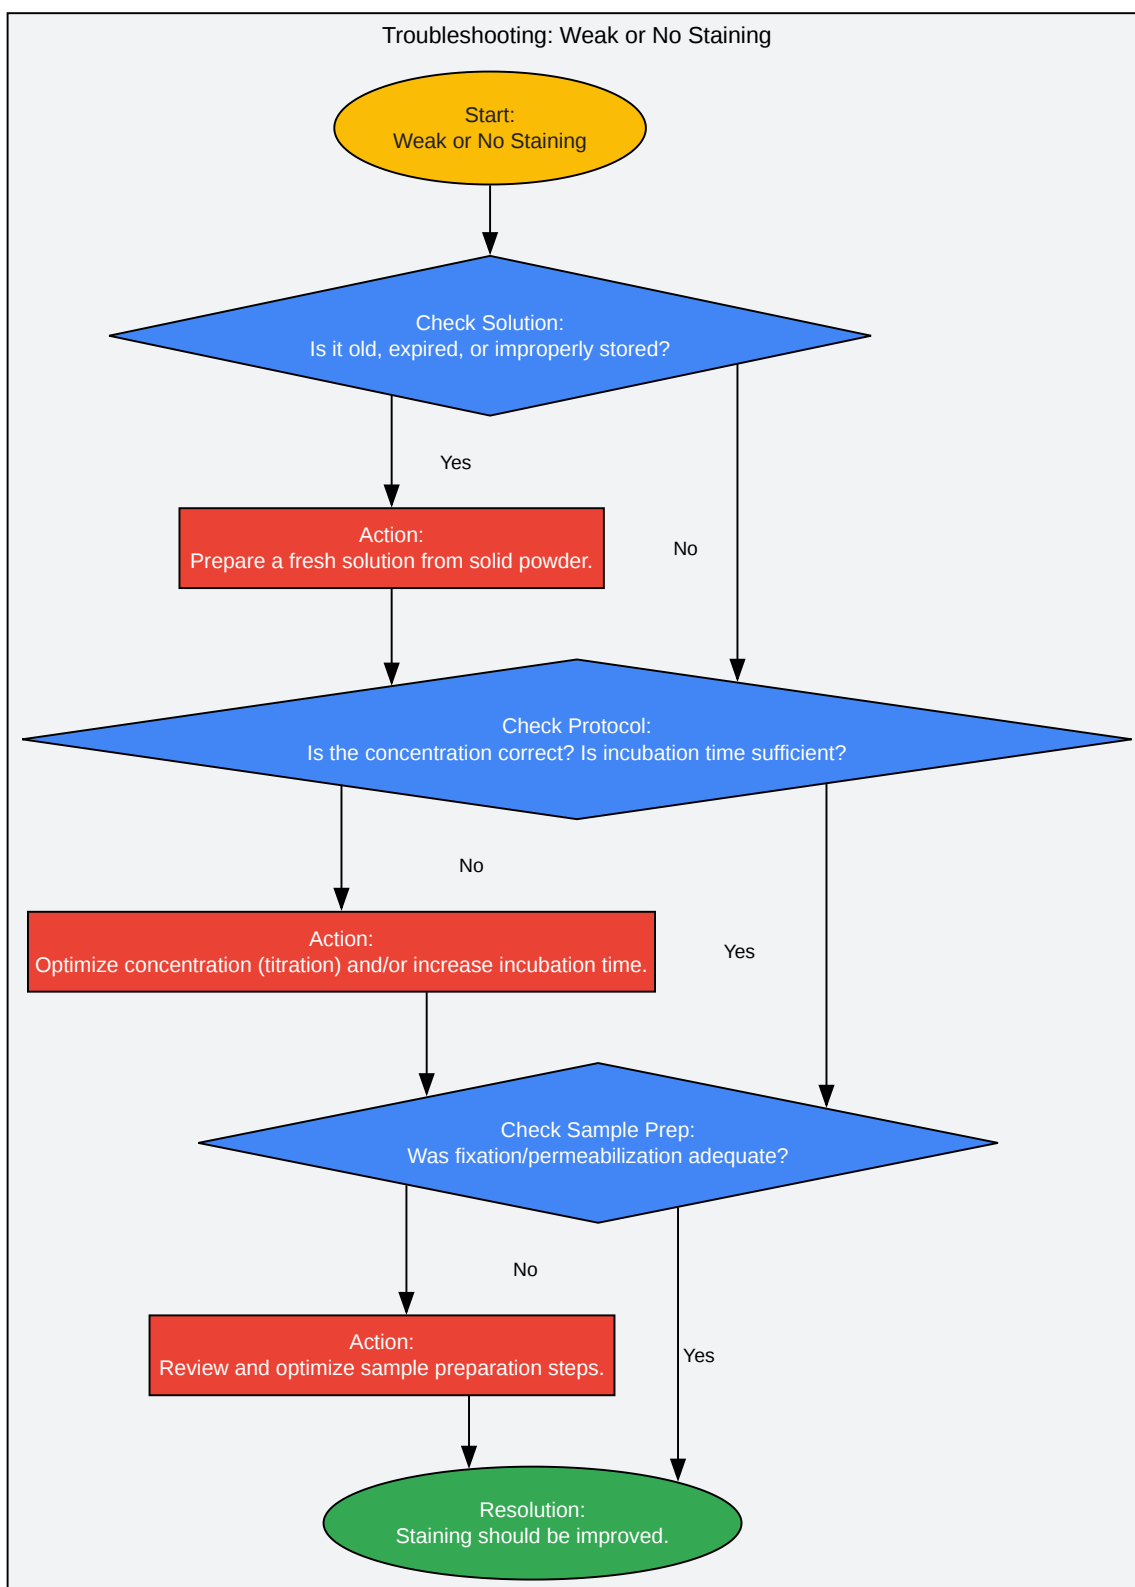 Troubleshooting: Weak or No Staining
Start:
Weak or No Staining
Check Solution:
Is it old, expired, or improperly stored?
Yes
Action:
Prepare a fresh solution from solid powder.
No
Check Protocol:
Is the concentration correct? Is incubation time sufficient?
No
Action:
Optimize concentration (titration) and/or increase incubation time.
Yes
Check Sample Prep:
Was fixation/permeabilization adequate?
No
Action:
Review and optimize sample preparation steps.
Yes
Resolution:
Staining should be improved.